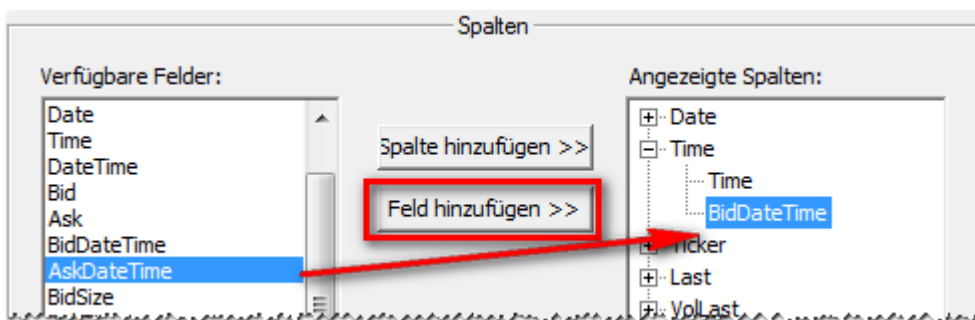 Spalten
Verfügbare Felder:
Date
Time
DateTime
Bid
Ask
BidDateTime
AskDateTime
BidSize
Spalte hinzufügen >>
Feld hinzufügen >>
Angezeigte Spalten:
Date
Time
Time
BidDateTime
Ticker
Last
VolLast